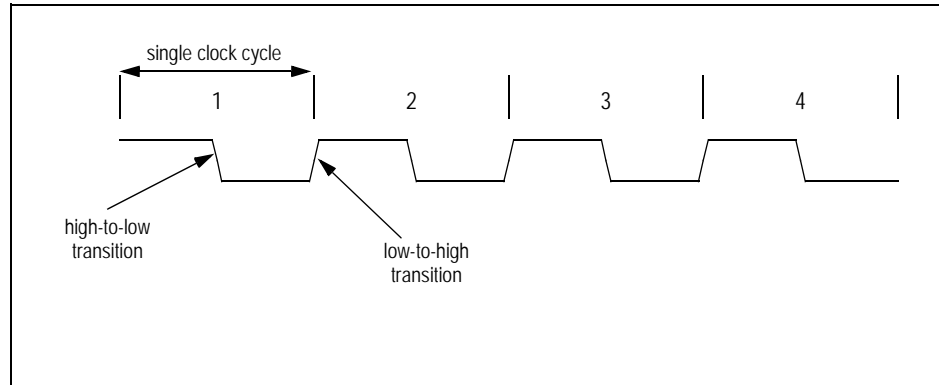 single clock cycle
1 2 3 4
high-to-low
transition
low-to-high
transition